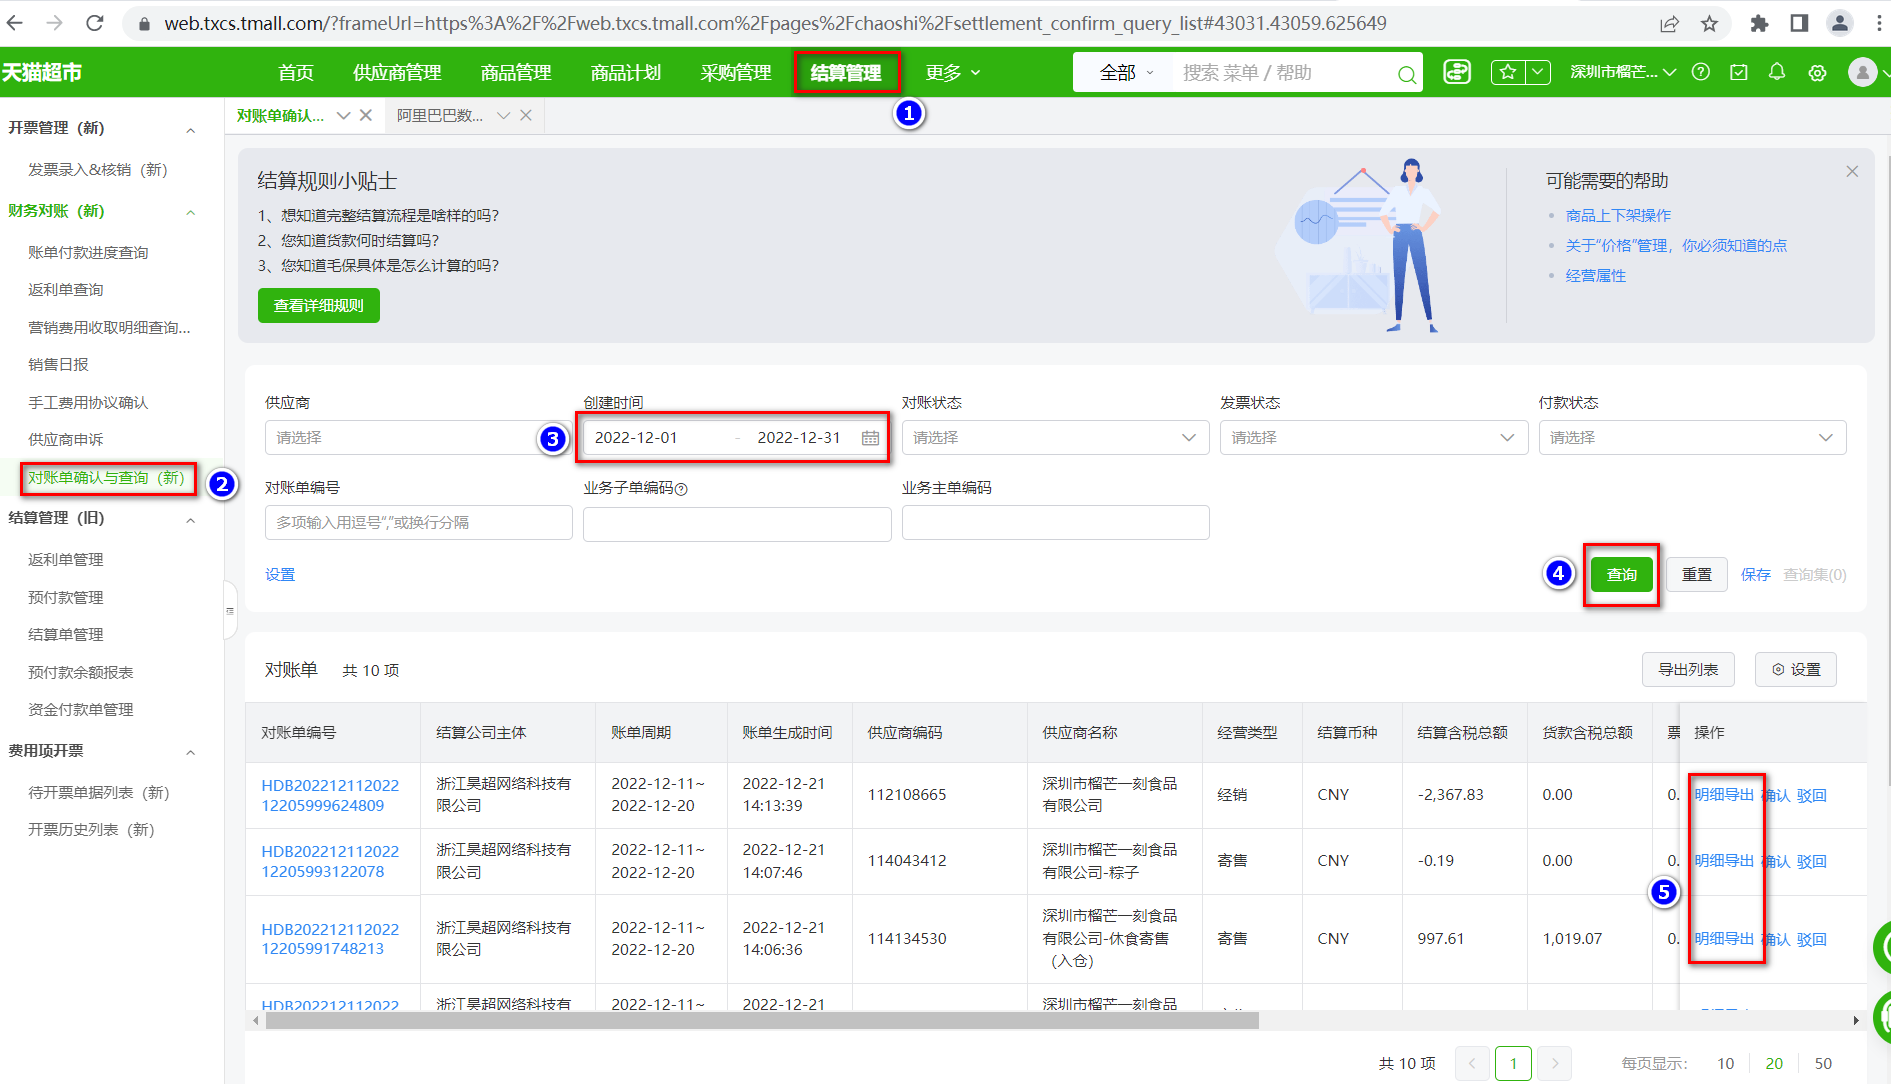 web.txcs.tmall.com/?frameUrl=https%3A%2F%2Fweb.txcs.tmall.com%2Fpages%2Fchaoshi%2Fsettlement_confirm_query_list#43031.43059.625649
天猫超市 首页 供应商管理 商品管理 商品计划 采购管理 结算管理 更多 全部 搜索 菜单 / 帮助 深圳市榴芒...
1
对账单确认... 阿里巴巴数...
开票管理（新）
发票录入&核销（新）
财务对账（新）
账单付款进度查询
返利单查询
营销费用收取明细查询...
销售日报
手工费用协议确认
供应商申诉
对账单确认与查询（新）
2
结算管理（旧）
返利单管理
预付款管理
结算单管理
预付款余额报表
资金付款单管理
费用项开票
待开票单据列表（新）
开票历史列表（新）
结算规则小贴士
1、想知道完整结算流程是啥样的吗?
2、您知道货款何时结算吗?
3、您知道毛保具体是怎么计算的吗?
查看详细规则
可能需要的帮助
商品上下架操作
关于“价格”管理，你必须知道的点
经营属性
供应商 创建时间 对账状态 发票状态 付款状态
请选择 3 2022-12-01 - 2022-12-31 请选择 请选择 请选择
对账单编号 业务子单编码 业务主单编码
多项输入用逗号","或换行分隔
设置 4 查询 重置 保存 查询集(0)
对账单 共 10 项 导出列表 设置
对账单编号 结算公司主体 账单周期 账单生成时间 供应商编码 供应商名称 经营类型 结算币种 结算含税总额 货款含税总额 票 操作
HDB202212112022 浙江昊超网络科技有 2022-12-11~ 2022-12-21 深圳市榴芒一刻食品
112108665 经销 CNY -2,367.83 0.00 0. 明细导出 确认 驳回
12205999624809 限公司 2022-12-20 14:13:39 有限公司
HDB202212112022 浙江昊超网络科技有 2022-12-11~ 2022-12-21 深圳市榴芒一刻食品
114043412 寄售 CNY -0.19 0.00 0. 明细导出 确认 驳回
12205993122078 限公司 2022-12-20 14:07:46 有限公司-粽子
5
深圳市榴芒一刻食品
HDB202212112022 浙江昊超网络科技有 2022-12-11~ 2022-12-21
114134530 有限公司-休食寄售 寄售 CNY 997.61 1,019.07 0. 明细导出 确认 驳回
12205991748213 限公司 2022-12-20 14:06:36
（入仓）
HDB202212112022 浙江昊超网络科技有 2022-12-11~ 2022-12-21 深圳市榴芒一刻食品
共 10 项 1 每页显示: 10 20 50